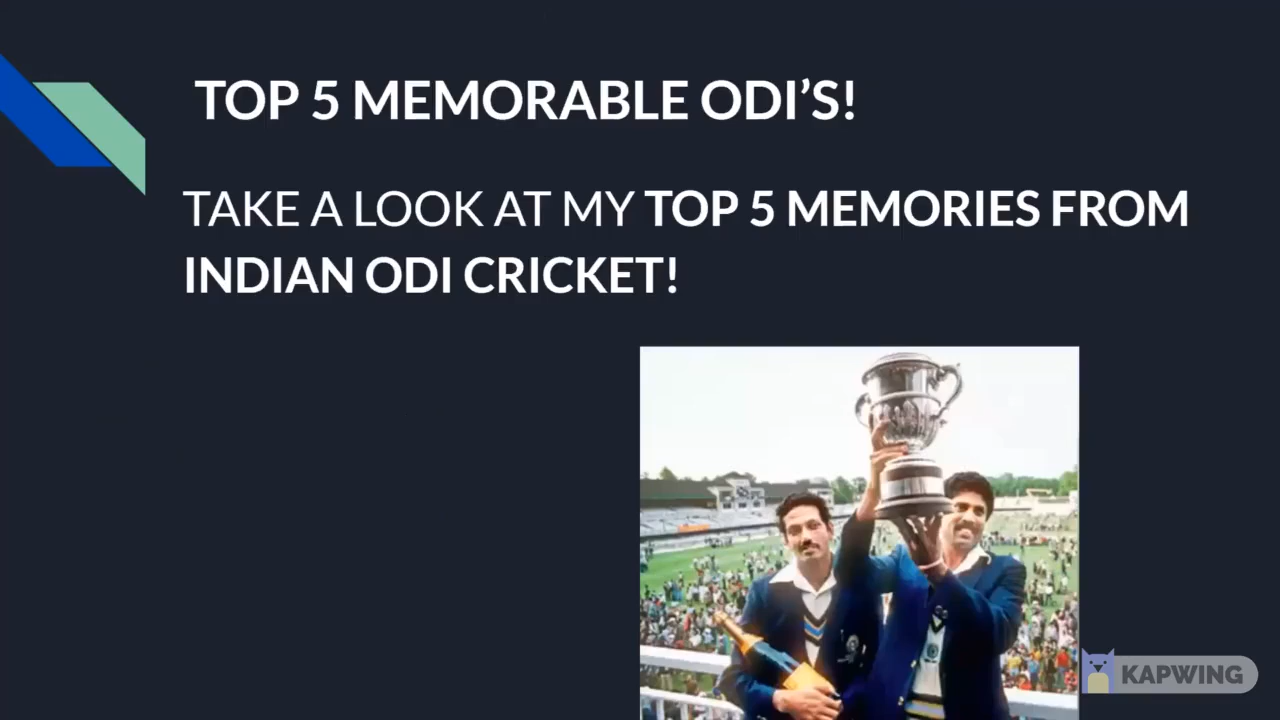 TOP 5 MEMORABLE ODI’S!
TAKE A LOOK AT MY TOP 5 MEMORIES FROM
INDIAN ODI CRICKET!
KAPWING